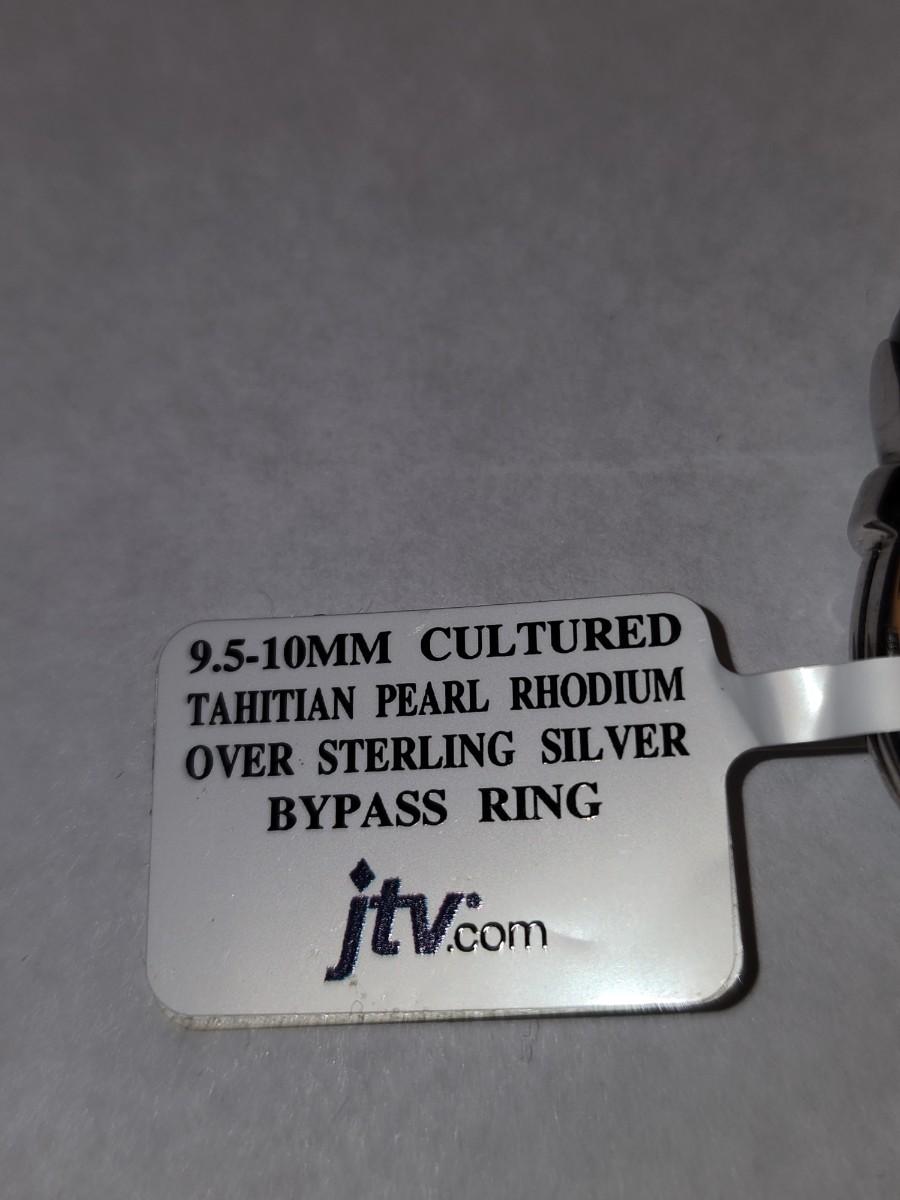 9.5-10MM CULTURED
TAHITIAN PEARL RHODIUM
OVER STERLING SILVER
BYPASS RING
jtv.com